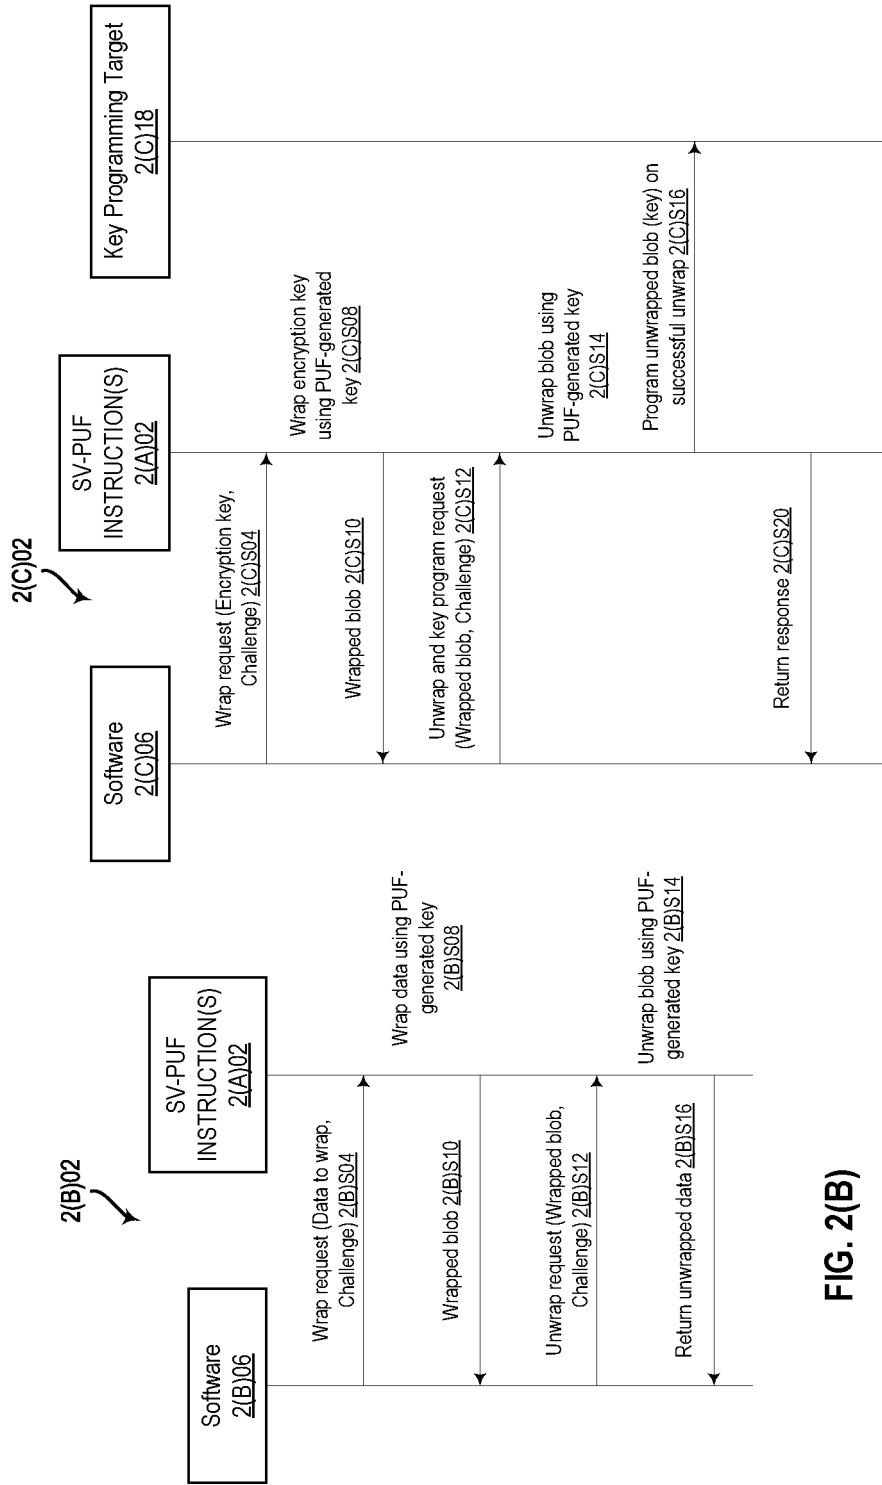 2(B)02
Software
2(B)06
SV-PUF
INSTRUCTION(S)
2(A)02
Wrap request (Data to wrap,
Challenge) 2(B)S04
Wrap data using PUF-
generated key
2(B)S08
Wrapped blob 2(B)S10
Unwrap request (Wrapped blob,
Challenge) 2(B)S12
Unwrap blob using PUF-
generated key 2(B)S14
Return unwrapped data 2(B)S16
FIG. 2(B)
2(C)02
Software
2(C)06
SV-PUF
INSTRUCTION(S)
2(A)02
Key Programming Target
2(C)18
Wrap request (Encryption key,
Challenge) 2(C)S04
Wrap encryption key
using PUF-generated
key 2(C)S08
Wrapped blob 2(C)S10
Unwrap and key program request
(Wrapped blob, Challenge) 2(C)S12
Unwrap blob using
PUF-generated key
2(C)S14
Program unwrapped blob (key) on
successful unwrap 2(C)S16
Return response 2(C)S20